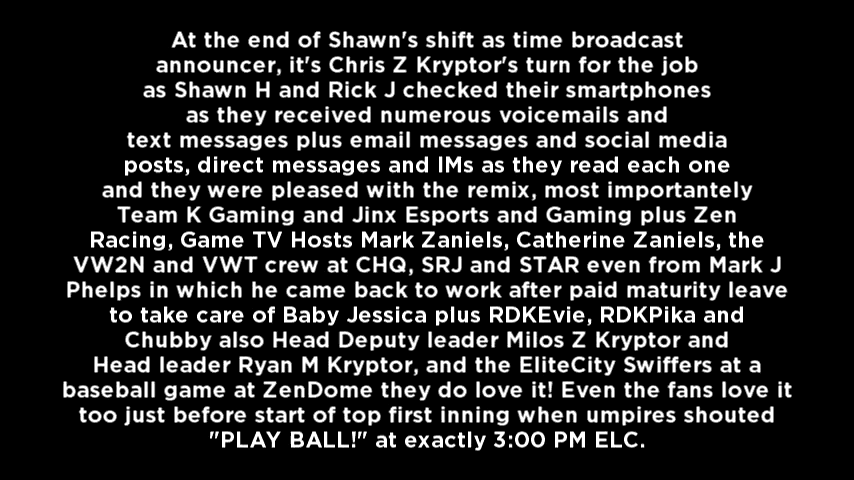 At the end of Shawn's shift as time broadcast
announcer, it's Chris Z Kryptor's turn for the job
as Shawn H and Rick J checked their smartphones
as they received numerous voicemails and
text messages plus email messages and social media
posts, direct messages and IMs as they read each one
and they were pleased with the remix, most importantely
Team K Gaming and Jinx Esports and Gaming plus Zen
Racing, Game TV Hosts Mark Zaniels, Catherine Zaniels, the
VW2N and VWT crew at CHQ, SRJ and STAR even from Mark J
Phelps in which he came back to work after paid maturity leave
to take care of Baby Jessica plus RDKEvie, RDKPika and
Chubby also Head Deputy leader Milos Z Kryptor and
Head leader Ryan M Kryptor, and the EliteCity Swiffers at a
baseball game at ZenDome they do love it! Even the fans love it
too just before start of top first inning when umpires shouted
"PLAY BALL!" at exactly 3:00 PM ELC.